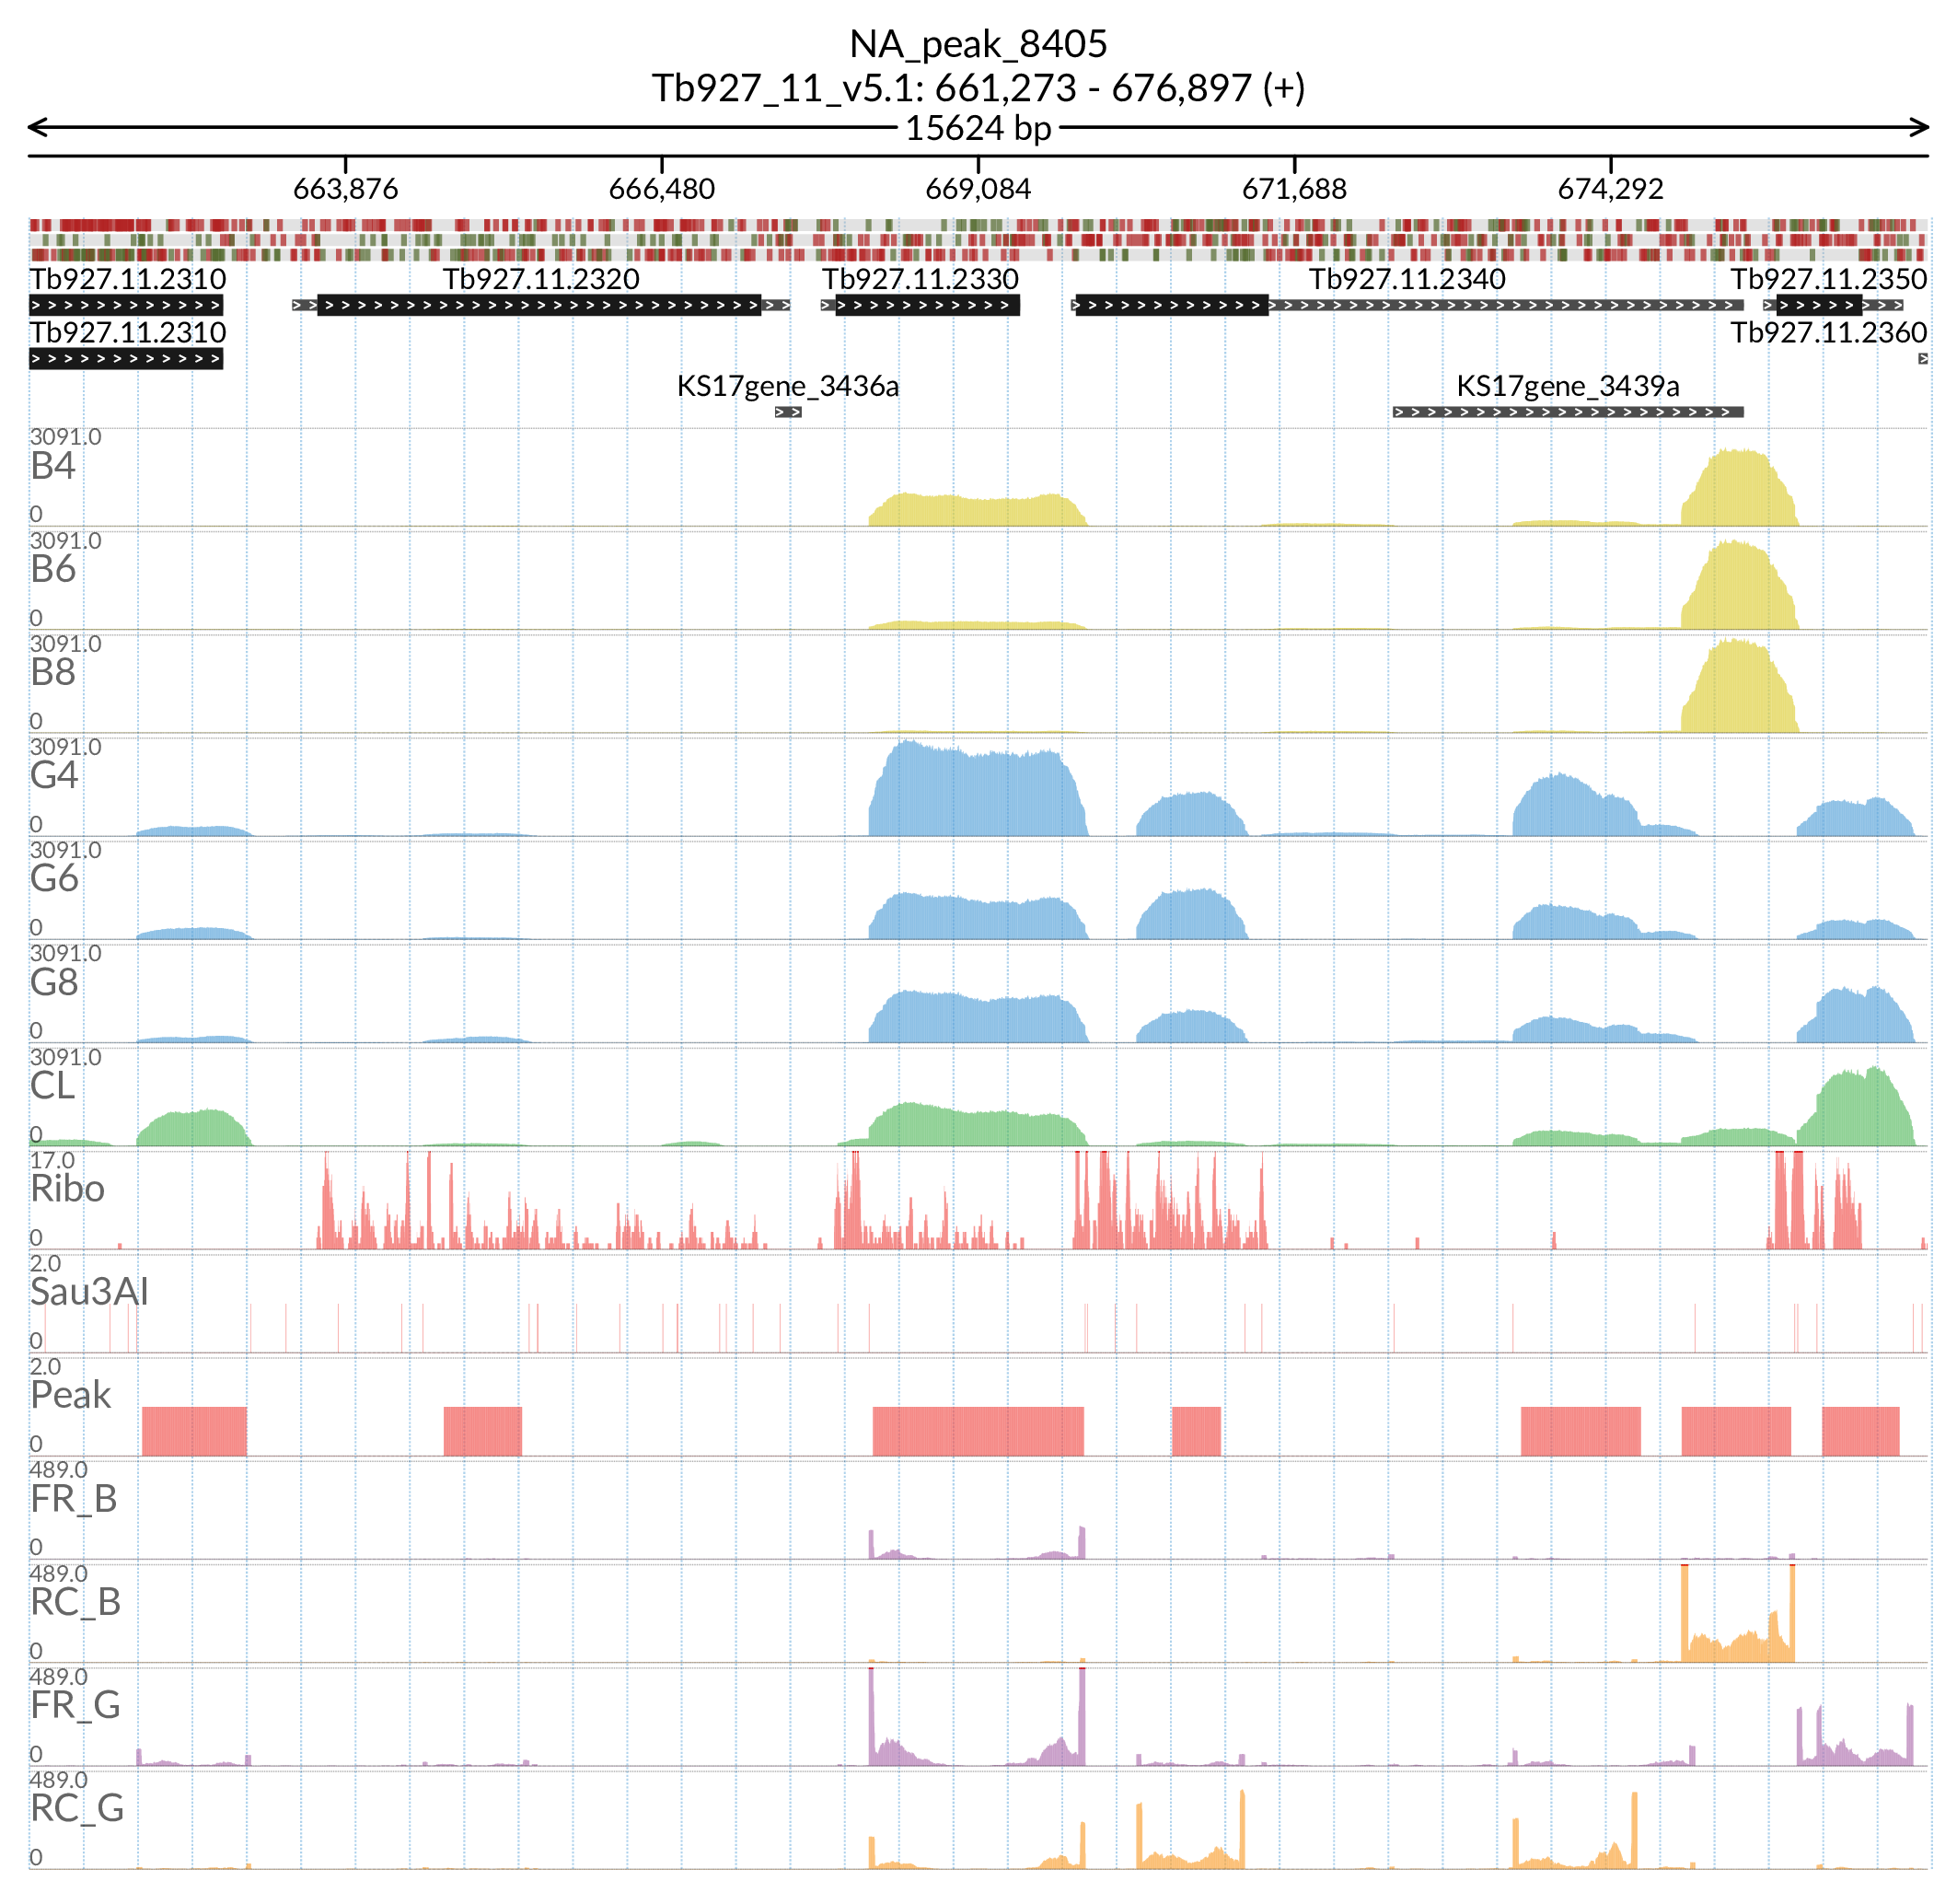 NA_peak_8405
Tb927_11_v5.1: 661,273 - 676,897 (+)
15624 bp
663,876 666,480 669,084 671,688 674,292
Tb927.11.2310 Tb927.11.2320 Tb927.11.2330 Tb927.11.2340 Tb927.11.2350
Tb927.11.2310 Tb927.11.2360
KS17gene_3436a KS17gene_3439a
3091.0
B4
0
3091.0
B6
0
3091.0
B8
0
3091.0
G4
0
3091.0
G6
0
3091.0
G8
0
3091.0
CL
0
17.0
Ribo
0
2.0
Sau3AI
0
2.0
Peak
0
489.0
FR_B
0
489.0
RC_B
0
489.0
FR_G
0
489.0
RC_G
0